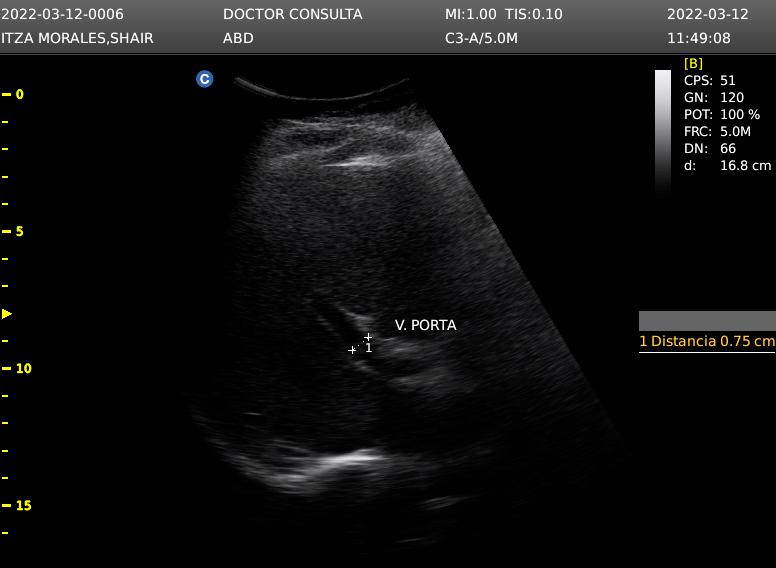 2022-03-12-0006 DOCTOR CONSULTA MI:1.00 TIS:0.10 2022-03-12
ITZA MORALES,SHAIR ABD C3-A/5.0M 11:49:08
C
[B]
CPS: 51
GN: 120
POT: 100 %
FRC: 5.0M
DN: 66
d: 16.8 cm
0
5
10
15
V. PORTA
1
1 Distancia 0.75 cm